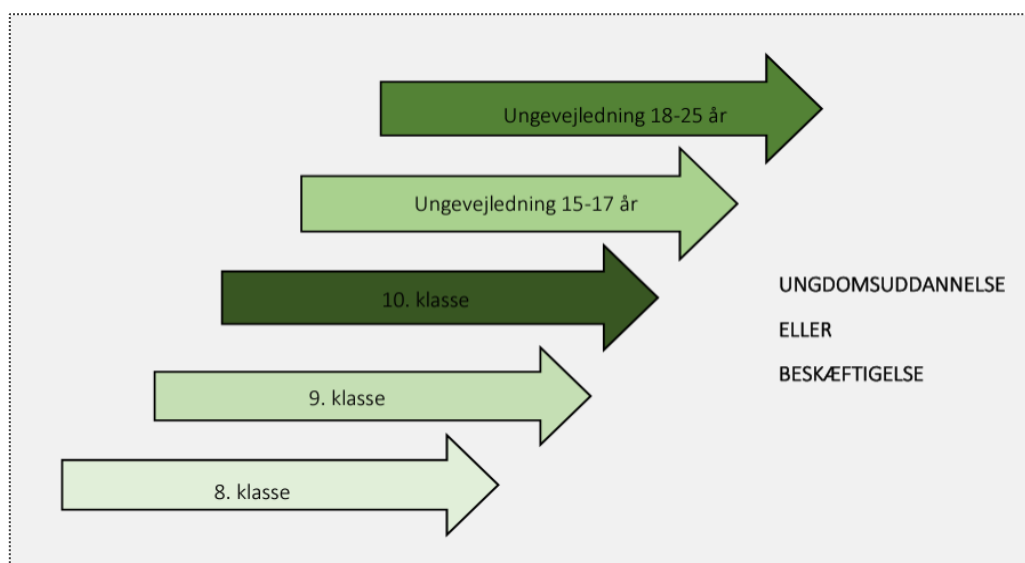 Ungevejledning 18-25 år
Ungevejledning 15-17 år
10. klasse
9. klasse
8. klasse
UNGDOMSUDDANNELSE
ELLER
BESKÆFTIGELSE